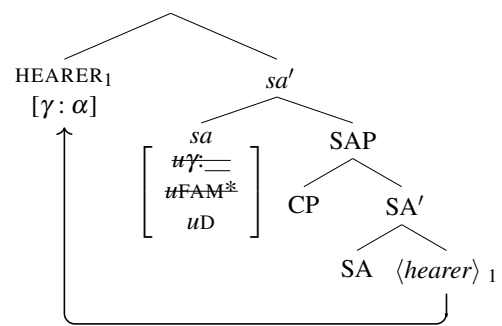 HEARER₁
[γ: α]
sa′
sa
uγ:__
uFAM*
uD
SAP
CP
SA′
SA
⟨hearer⟩ ₁